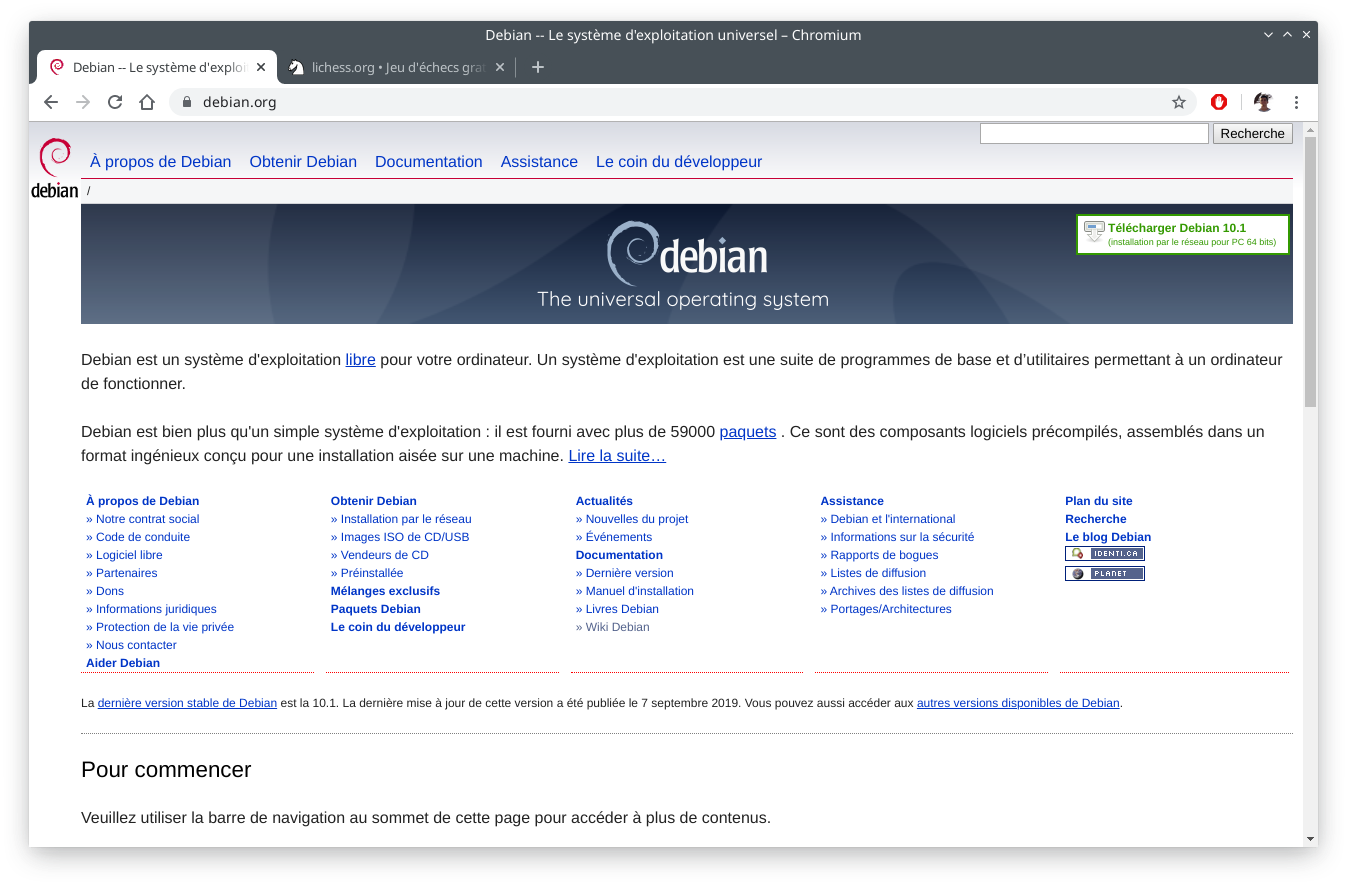 Debian -- Le système d'exploitation universel – Chromium
Debian -- Le système d'exploi
lichess.org • Jeu d'échecs grat
debian.org
Recherche
À propos de Debian Obtenir Debian Documentation Assistance Le coin du développeur
debian /
debian
The universal operating system
Télécharger Debian 10.1
(installation par le réseau pour PC 64 bits)
Debian est un système d'exploitation libre pour votre ordinateur. Un système d'exploitation est une suite de programmes de base et d’utilitaires permettant à un ordinateur
de fonctionner.
Debian est bien plus qu'un simple système d'exploitation : il est fourni avec plus de 59000 paquets . Ce sont des composants logiciels précompilés, assemblés dans un
format ingénieux conçu pour une installation aisée sur une machine. Lire la suite…
À propos de Debian
» Notre contrat social
» Code de conduite
» Logiciel libre
» Partenaires
» Dons
» Informations juridiques
» Protection de la vie privée
» Nous contacter
Aider Debian
Obtenir Debian
» Installation par le réseau
» Images ISO de CD/USB
» Vendeurs de CD
» Préinstallée
Mélanges exclusifs
Paquets Debian
Le coin du développeur
Actualités
» Nouvelles du projet
» Événements
Documentation
» Dernière version
» Manuel d'installation
» Livres Debian
» Wiki Debian
Assistance
» Debian et l'international
» Informations sur la sécurité
» Rapports de bogues
» Listes de diffusion
» Archives des listes de diffusion
» Portages/Architectures
Plan du site
Recherche
Le blog Debian
IDENTI.CA
PLANET
La dernière version stable de Debian est la 10.1. La dernière mise à jour de cette version a été publiée le 7 septembre 2019. Vous pouvez aussi accéder aux autres versions disponibles de Debian.
Pour commencer
Veuillez utiliser la barre de navigation au sommet de cette page pour accéder à plus de contenus.